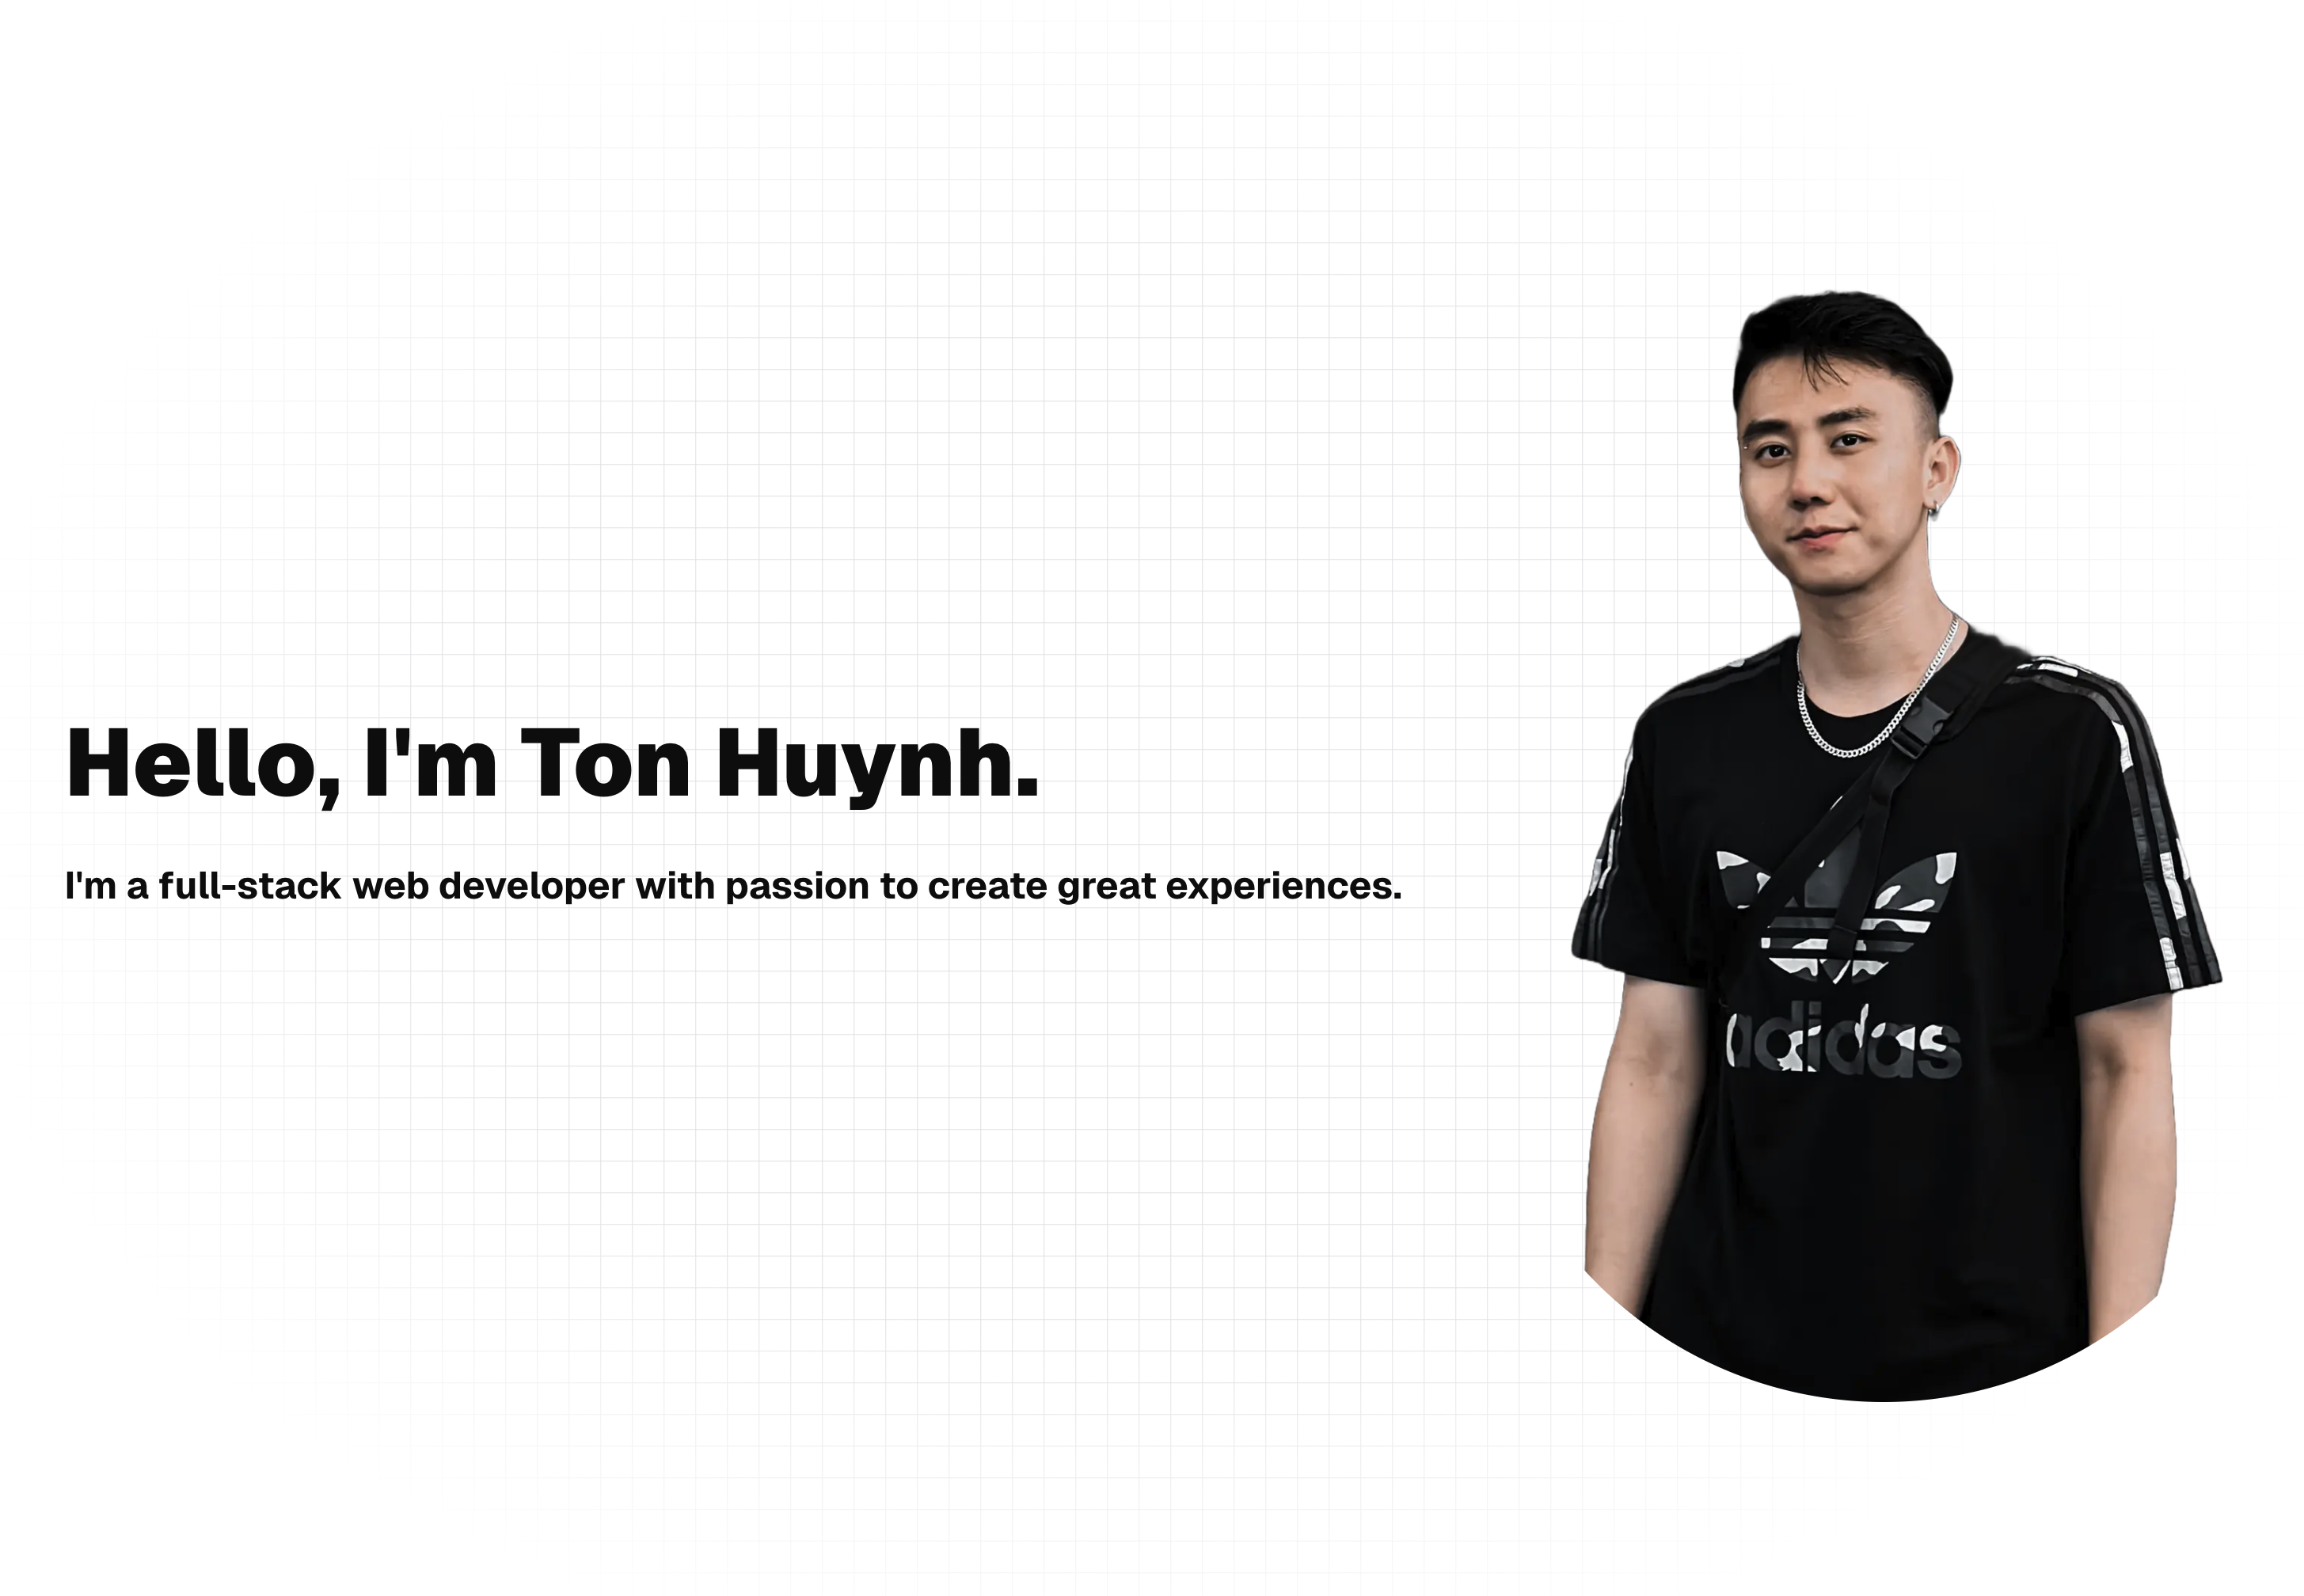 Hello, I'm Ton Huynh.
I'm a full-stack web developer with passion to create great experiences.
adidas